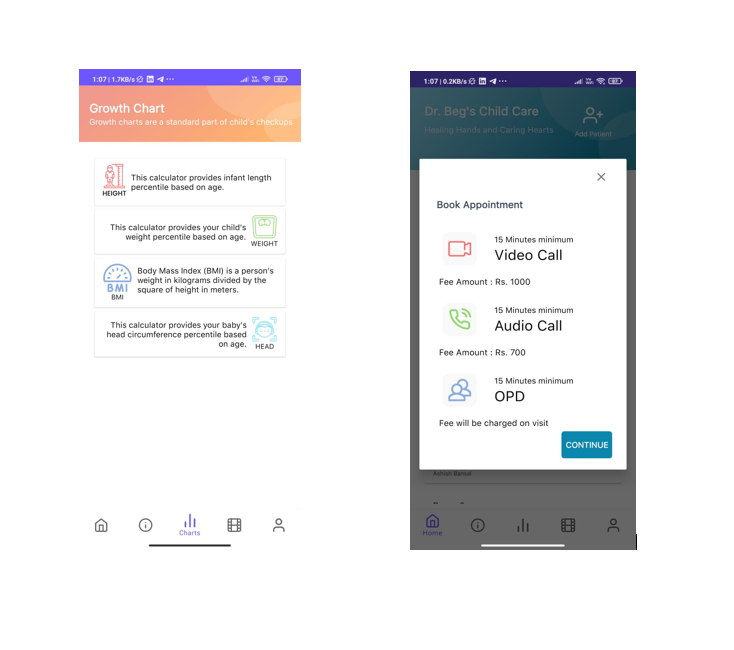 1:07 | 1.7KB/s
Growth Chart
Growth charts are a standard part of child's checkups
This calculator provides infant length
percentile based on age.
HEIGHT
This calculator provides your child's
weight percentile based on age.
WEIGHT
Body Mass Index (BMI) is a person's
weight in kilograms divided by the
square of height in meters.
BMI
BMI
This calculator provides your baby's
head circumference percentile based
on age.
HEAD
Charts
1:07 | 0.2KB/s
Dr. Beg's Child Care
Healing Hands and Caring Hearts
Add Patient
Book Appointment
15 Minutes minimum
Video Call
Fee Amount : Rs. 1000
15 Minutes minimum
Audio Call
Fee Amount : Rs. 700
15 Minutes minimum
OPD
Fee will be charged on visit
CONTINUE
Home